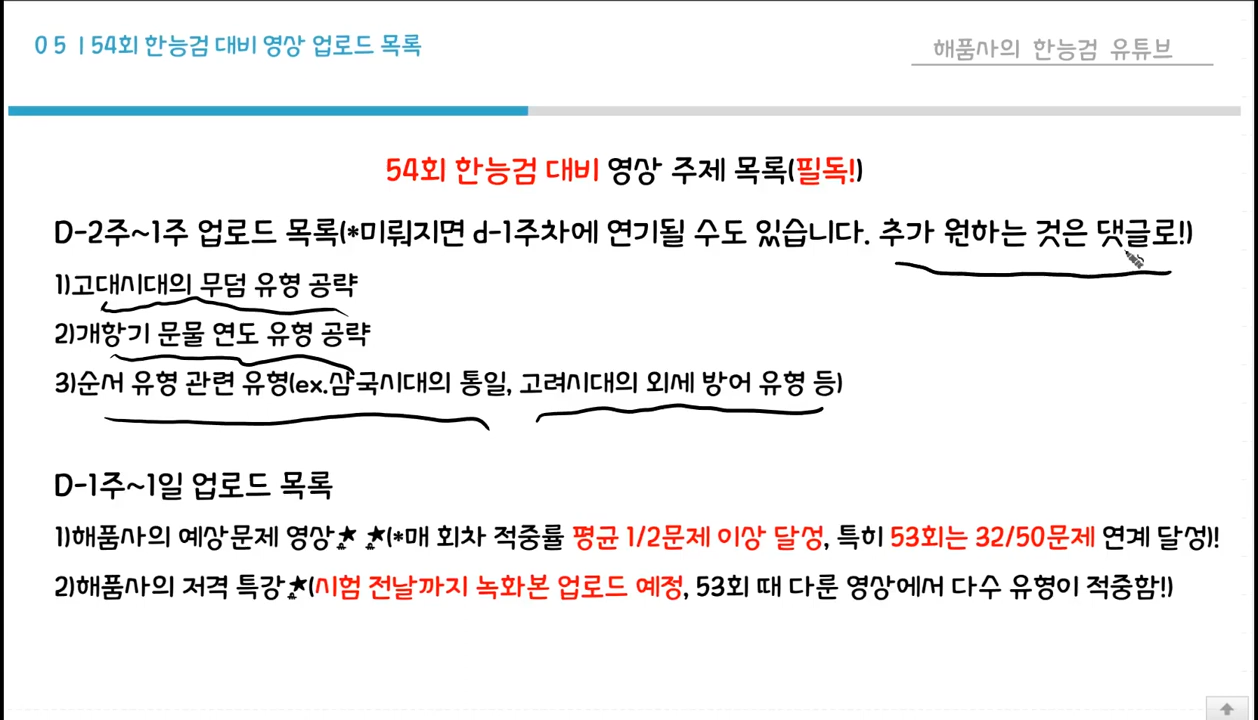 05 | 54회 한능검 대비 영상 업로드 목록
해품사의 한능검 유튜브
54회 한능검 대비 영상 주제 목록(필독!)
D-2주~1주 업로드 목록(*미뤄지면 d-1주차에 연기될 수도 있습니다. 추가 원하는 것은 댓글로!)
1)고대시대의 무덤 유형 공략
2)개항기 문물 연도 유형 공략
3)순서 유형 관련 유형(ex.삼국시대의 통일, 고려시대의 외세 방어 유형 등)
D-1주~1일 업로드 목록
1)해품사의 예상문제 영상★ ★(*매 회차 적중률 평균 1/2문제 이상 달성, 특히 53회는 32/50문제 연계 달성)!
2)해품사의 저격 특강★(시험 전날까지 녹화본 업로드 예정, 53회 때 다룬 영상에서 다수 유형이 적중함!)